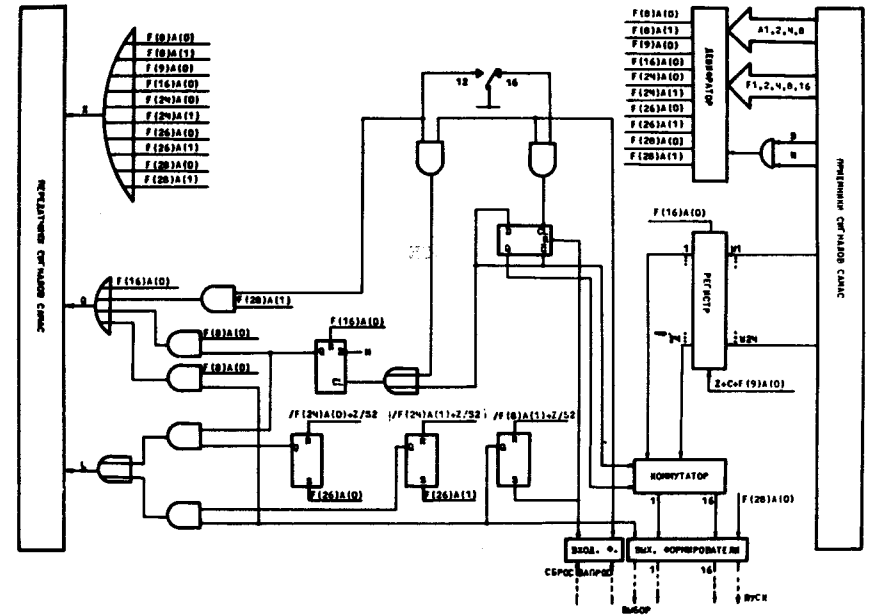 F(8)A(0)
F(8)A(1)
F(9)A(0)
F(16)A(0)
F(24)A(0)
F(24)A(1)
F(26)A(0)
F(26)A(1)
F(28)A(0)
F(28)A(1)
X
ПЕРЕДАТЧИКИ СИГНАЛОВ CAMAC
12
16
F(8)A(0)
F(8)A(1)
F(9)A(0)
F(16)A(0)
F(24)A(0)
F(24)A(1)
F(26)A(0)
F(26)A(1)
F(28)A(0)
F(28)A(1)
ДЕШИФРАТОР
A1,2,4,8
F1,2,4,8,16
ПРИЕМНИКИ СИГНАЛОВ CAMAC
F(16)A(0)
1
W1
РЕГИСТР
W24
Z+C+F(9)A(0)
F(16)A(0)
Q
F(28)A(1)
F(8)A(0)
F(8)A(0)
F(16)A(0)
L
/F(24)A(0)+Z/S2
/F(24)A(1)+Z/S2
/F(8)A(1)+Z/S2
F(26)A(0)
F(26)A(1)
КОММУТАТОР
1
16
F(28)A(0)
ВХОД. Ф.
ВЫХ. ФОРМИРОВАТЕЛИ
СБРОС
ЗАПРОС
1
16
ВЫБОР
ПУСК